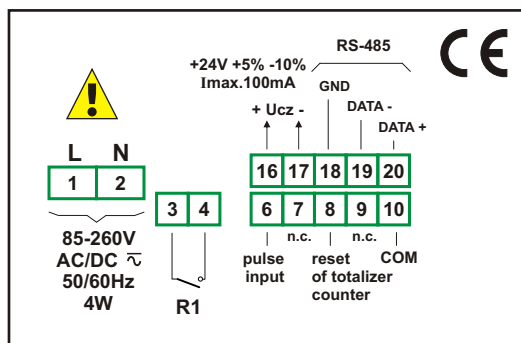 RS-485
CE
+24V +5% -10%
Imax.100mA
GND
+ Ucz -
DATA -
DATA +
!
L N
1 2
16 17 18 19 20
3 4
6 7 8 9 10
n.c. n.c.
85-260V
AC/DC ⎓
50/60Hz
4W
R1
pulse
input
reset
of totalizer
counter
COM